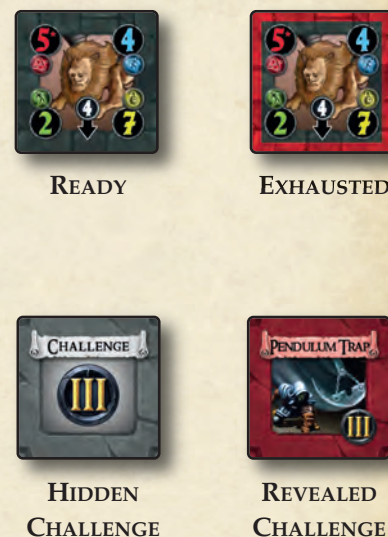 5* 4
2 4 7
READY
5* 4
2 4 7
EXHAUSTED
CHALLENGE
III
HIDDEN
CHALLENGE
PENDULUM TRAP
III
REVEALED
CHALLENGE